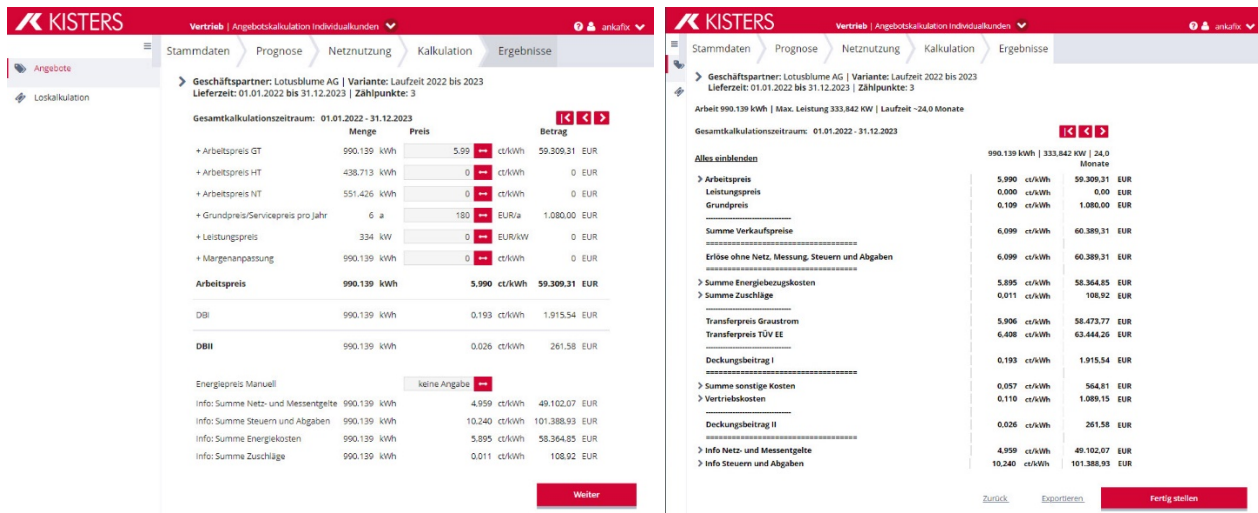 KISTERS
Vertrieb | Angebotskalkulation Individualkunden
ankafix
Angebote
Loskalkulation
Stammdaten Prognose Netznutzung Kalkulation Ergebnisse
Geschäftspartner: Lotusblume AG | Variante: Laufzeit 2022 bis 2023
Lieferzeit: 01.01.2022 bis 31.12.2023 | Zählpunkte: 3
Gesamtkalkulationszeitraum: 01.01.2022 - 31.12.2023
Menge Preis Betrag
+ Arbeitspreis GT 990.139 kWh 5.99 ct/kWh 59.309,31 EUR
+ Arbeitspreis HT 438.713 kWh 0 ct/kWh 0 EUR
+ Arbeitspreis NT 551.426 kWh 0 ct/kWh 0 EUR
+ Grundpreis/Servicepreis pro Jahr 6 a 180 EUR/a 1.080,00 EUR
+ Leistungspreis 334 kW 0 EUR/kW 0 EUR
+ Margenanpassung 990.139 kWh 0 ct/kWh 0 EUR
Arbeitspreis 990.139 kWh 5,990 ct/kWh 59.309,31 EUR
DBI 990.139 kWh 0,193 ct/kWh 1.915,54 EUR
DBII 990.139 kWh 0,026 ct/kWh 261,58 EUR
Energiepreis Manuell keine Angabe
Info: Summe Netz- und Messentgelte 990.139 kWh 4,959 ct/kWh 49.102,07 EUR
Info: Summe Steuern und Abgaben 990.139 kWh 10,240 ct/kWh 101.388,93 EUR
Info: Summe Energiekosten 990.139 kWh 5,895 ct/kWh 58.364,85 EUR
Info: Summe Zuschläge 990.139 kWh 0,011 ct/kWh 108,92 EUR
Weiter
KISTERS
Vertrieb | Angebotskalkulation Individualkunden
ankafix
Stammdaten Prognose Netznutzung Kalkulation Ergebnisse
Geschäftspartner: Lotusblume AG | Variante: Laufzeit 2022 bis 2023
Lieferzeit: 01.01.2022 bis 31.12.2023 | Zählpunkte: 3
Arbeit 990.139 kWh | Max. Leistung 333,842 KW | Laufzeit ~24,0 Monate
Gesamtkalkulationszeitraum: 01.01.2022 - 31.12.2023
Alles einblenden
990.139 kWh | 333,842 KW | 24,0
Monate
Arbeitspreis 5,990 ct/kWh 59.309,31 EUR
Leistungspreis 0,000 ct/kWh 0,00 EUR
Grundpreis 0,109 ct/kWh 1.080,00 EUR
Summe Verkaufspreise 6,099 ct/kWh 60.389,31 EUR
Erlöse ohne Netz, Messung, Steuern und Abgaben 6,099 ct/kWh 60.389,31 EUR
Summe Energiebezugskosten 5,895 ct/kWh 58.364,85 EUR
Summe Zuschläge 0,011 ct/kWh 108,92 EUR
Transferpreis Graustrom 5,906 ct/kWh 58.473,77 EUR
Transferpreis TÜV EE 6,408 ct/kWh 63.444,26 EUR
Deckungsbeitrag I 0,193 ct/kWh 1.915,54 EUR
Summe sonstige Kosten 0,057 ct/kWh 564,81 EUR
Vertriebskosten 0,110 ct/kWh 1.089,15 EUR
Deckungsbeitrag II 0,026 ct/kWh 261,58 EUR
Info Netz- und Messentgelte 4,959 ct/kWh 49.102,07 EUR
Info Steuern und Abgaben 10,240 ct/kWh 101.388,93 EUR
Zurück Exportieren Fertig stellen